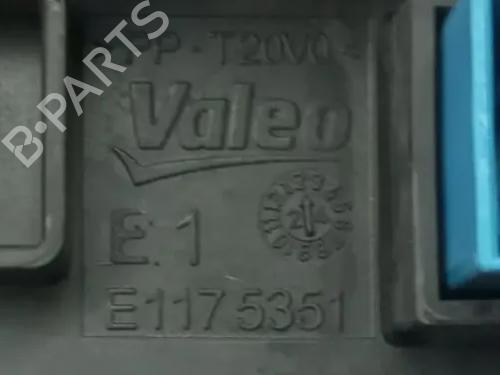 B-PARTS
PP-T20V0
Valeo
E 1
E117 5351